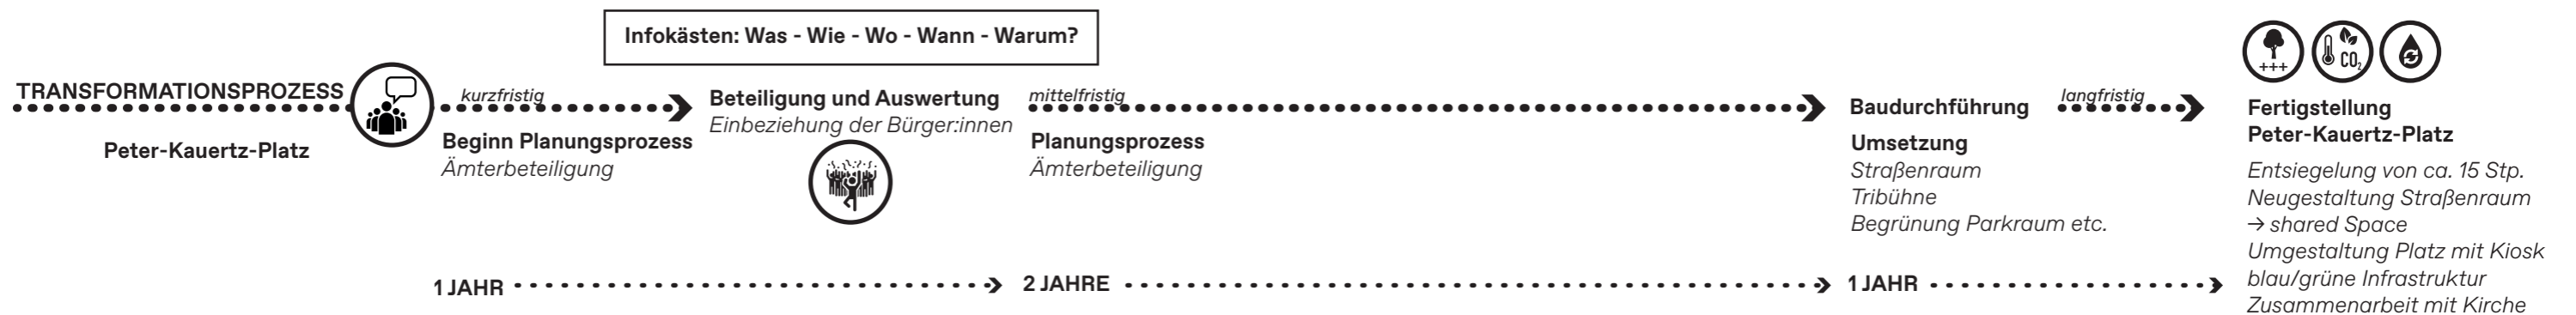 Infokästen: Was - Wie - Wo - Wann - Warum?
TRANSFORMATIONSPROZESS
Peter-Kauertz-Platz
kurzfristig
Beginn Planungsprozess
Ämterbeteiligung
Beteiligung und Auswertung
Einbeziehung der Bürger:innen
mittelfristig
Planungsprozess
Ämterbeteiligung
Baudurchführung
Umsetzung
Straßenraum
Tribühne
Begrünung Parkraum etc.
langfristig
+++
CO₂
Fertigstellung
Peter-Kauertz-Platz
Entsiegelung von ca. 15 Stp.
Neugestaltung Straßenraum
→ shared Space
Umgestaltung Platz mit Kiosk
blau/grüne Infrastruktur
Zusammenarbeit mit Kirche
1 JAHR
2 JAHRE
1 JAHR